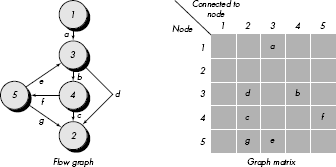 Connected to
node
Node
1 2 3 4 5
1 a
2
3 d b
4 c f
5 g e
Graph matrix
1
a
3
e
b
5
4
d
f
c
g
2
Flow graph